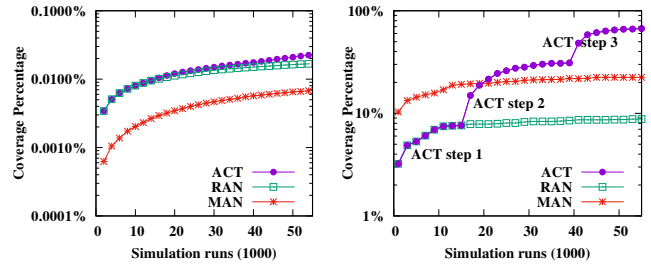 0.1000%
0.0100%
0.0010%
0.0001%
Coverage Percentage
ACT
RAN
MAN
0 10 20 30 40 50
Simulation runs (1000)
100%
10%
1%
Coverage Percentage
ACT step 3
ACT step 2
ACT step 1
ACT
RAN
MAN
0 10 20 30 40 50
Simulation runs (1000)